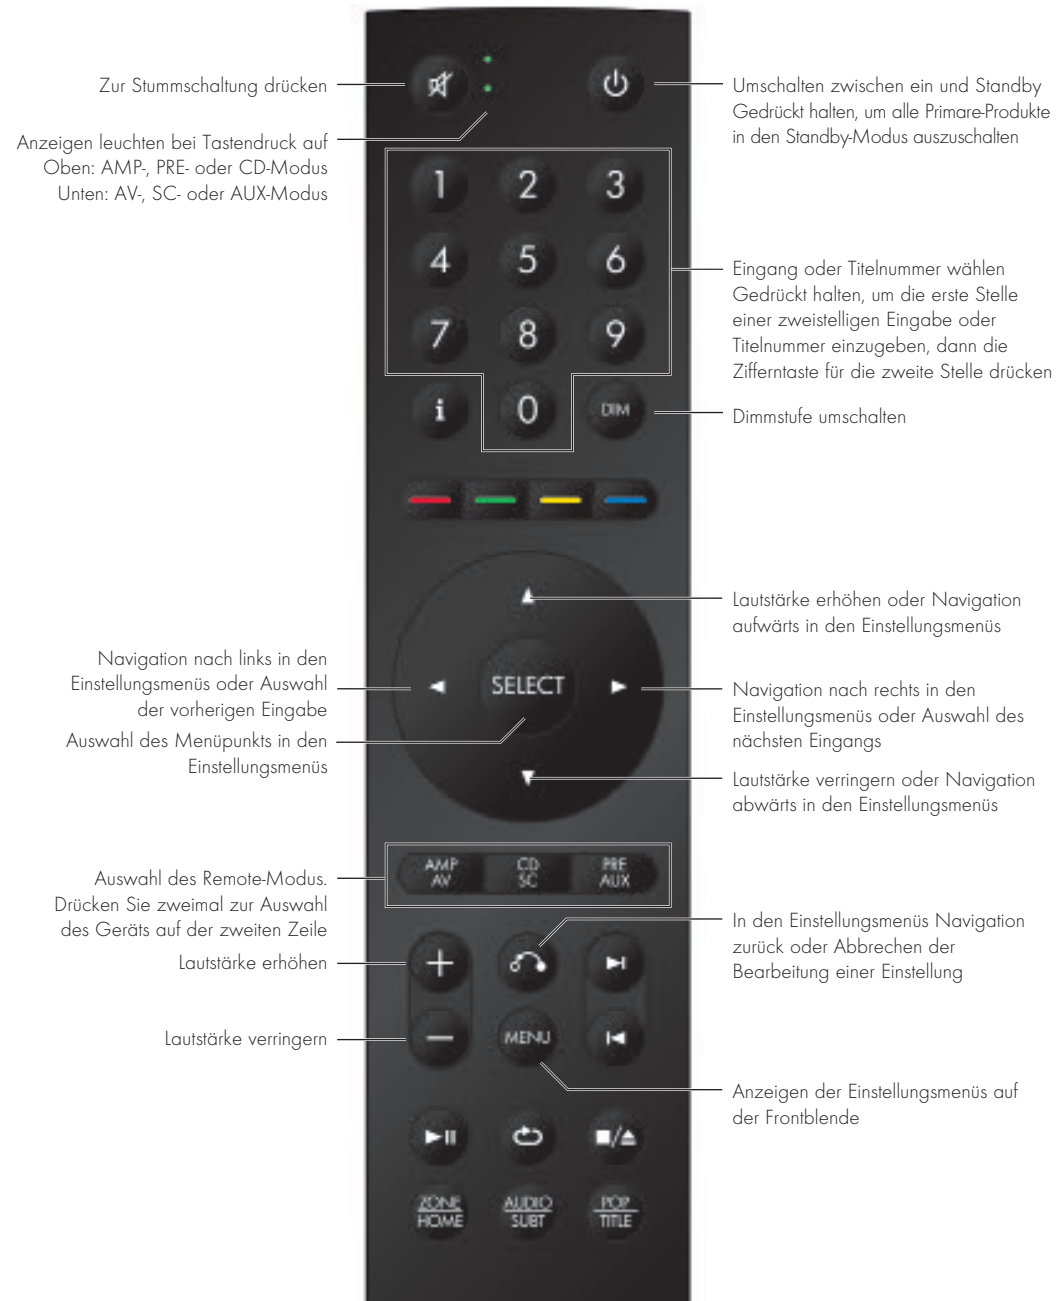 Zur Stummschaltung drücken
Anzeigen leuchten bei Tastendruck auf
Oben: AMP-, PRE- oder CD-Modus
Unten: AV-, SC- oder AUX-Modus
Umschalten zwischen ein und Standby
Gedrückt halten, um alle Primare-Produkte
in den Standby-Modus auszuschalten
1 2 3
4 5 6
7 8 9
i 0 DIM
Eingang oder Titelnummer wählen
Gedrückt halten, um die erste Stelle
einer zweistelligen Eingabe oder
Titelnummer einzugeben, dann die
Zifferntaste für die zweite Stelle drücken
Dimmstufe umschalten
Lautstärke erhöhen oder Navigation
aufwärts in den Einstellungsmenüs
Navigation nach links in den
Einstellungsmenüs oder Auswahl
der vorherigen Eingabe
SELECT
Navigation nach rechts in den
Einstellungsmenüs oder Auswahl des
nächsten Eingangs
Auswahl des Menüpunkts in den
Einstellungsmenüs
Lautstärke verringern oder Navigation
abwärts in den Einstellungsmenüs
AMP CD PRE
AV SC AUX
Auswahl des Remote-Modus.
Drücken Sie zweimal zur Auswahl
des Geräts auf der zweiten Zeile
In den Einstellungsmenüs Navigation
zurück oder Abbrechen der
Bearbeitung einer Einstellung
Lautstärke erhöhen
Lautstärke verringern
MENU
Anzeigen der Einstellungsmenüs auf
der Frontblende
ZONE AUDIO POP
HOME SUBT TITLE